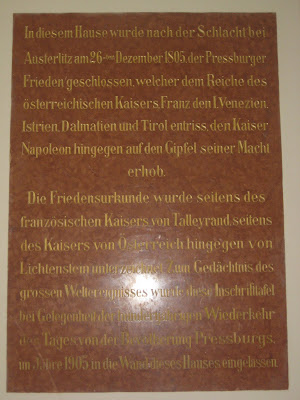 In diesem Hause wurde nach der Schlacht bei
Austerlitz am 26-ten Dezember 1805. der Pressburger
Frieden geschlossen, welcher dem Reiche des
österreichischen Kaisers Franz den I. Venezien,
Istrien, Dalmatien und Tirol entriss, den Kaiser
Napoleon hingegen auf den Gipfel seiner Macht
erhob.
Die Friedensurkunde wurde seitens des
französischen Kaisers von Talleyrand, seitens
des Kaisers von Österreich hingegen von
Lichtenstein unterzeichnet. Zum Gedächtnis des
grossen Weltereignisses wurde diese Inschrifttafel
bei Gelegenheit der Wiederkehr
des Tages von der Bevölkerung Pressburgs,
im Jahre 1905 in die Wand dieses Hauses eingelassen.